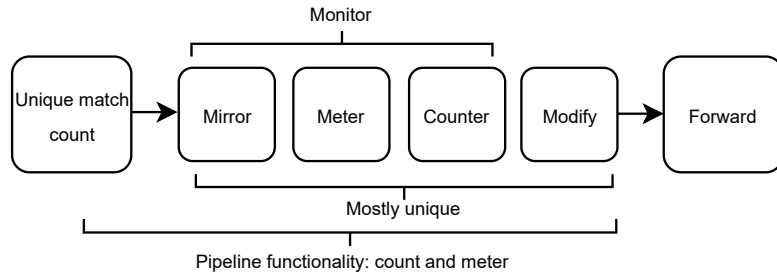 Monitor
Unique match
count
Mirror
Meter
Counter
Modify
Forward
Mostly unique
Pipeline functionality: count and meter